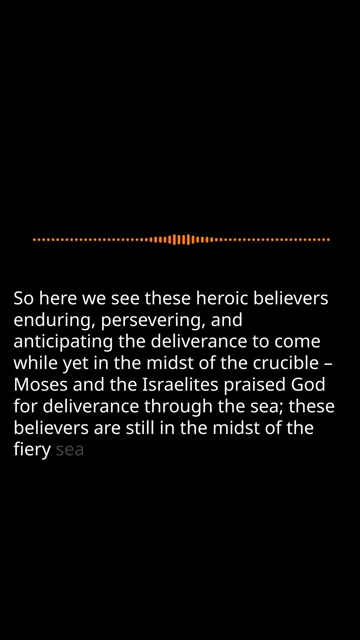 So here we see these heroic believers
enduring, persevering, and
anticipating the deliverance to come
while yet in the midst of the crucible –
Moses and the Israelites praised God
for deliverance through the sea; these
believers are still in the midst of the
fiery sea